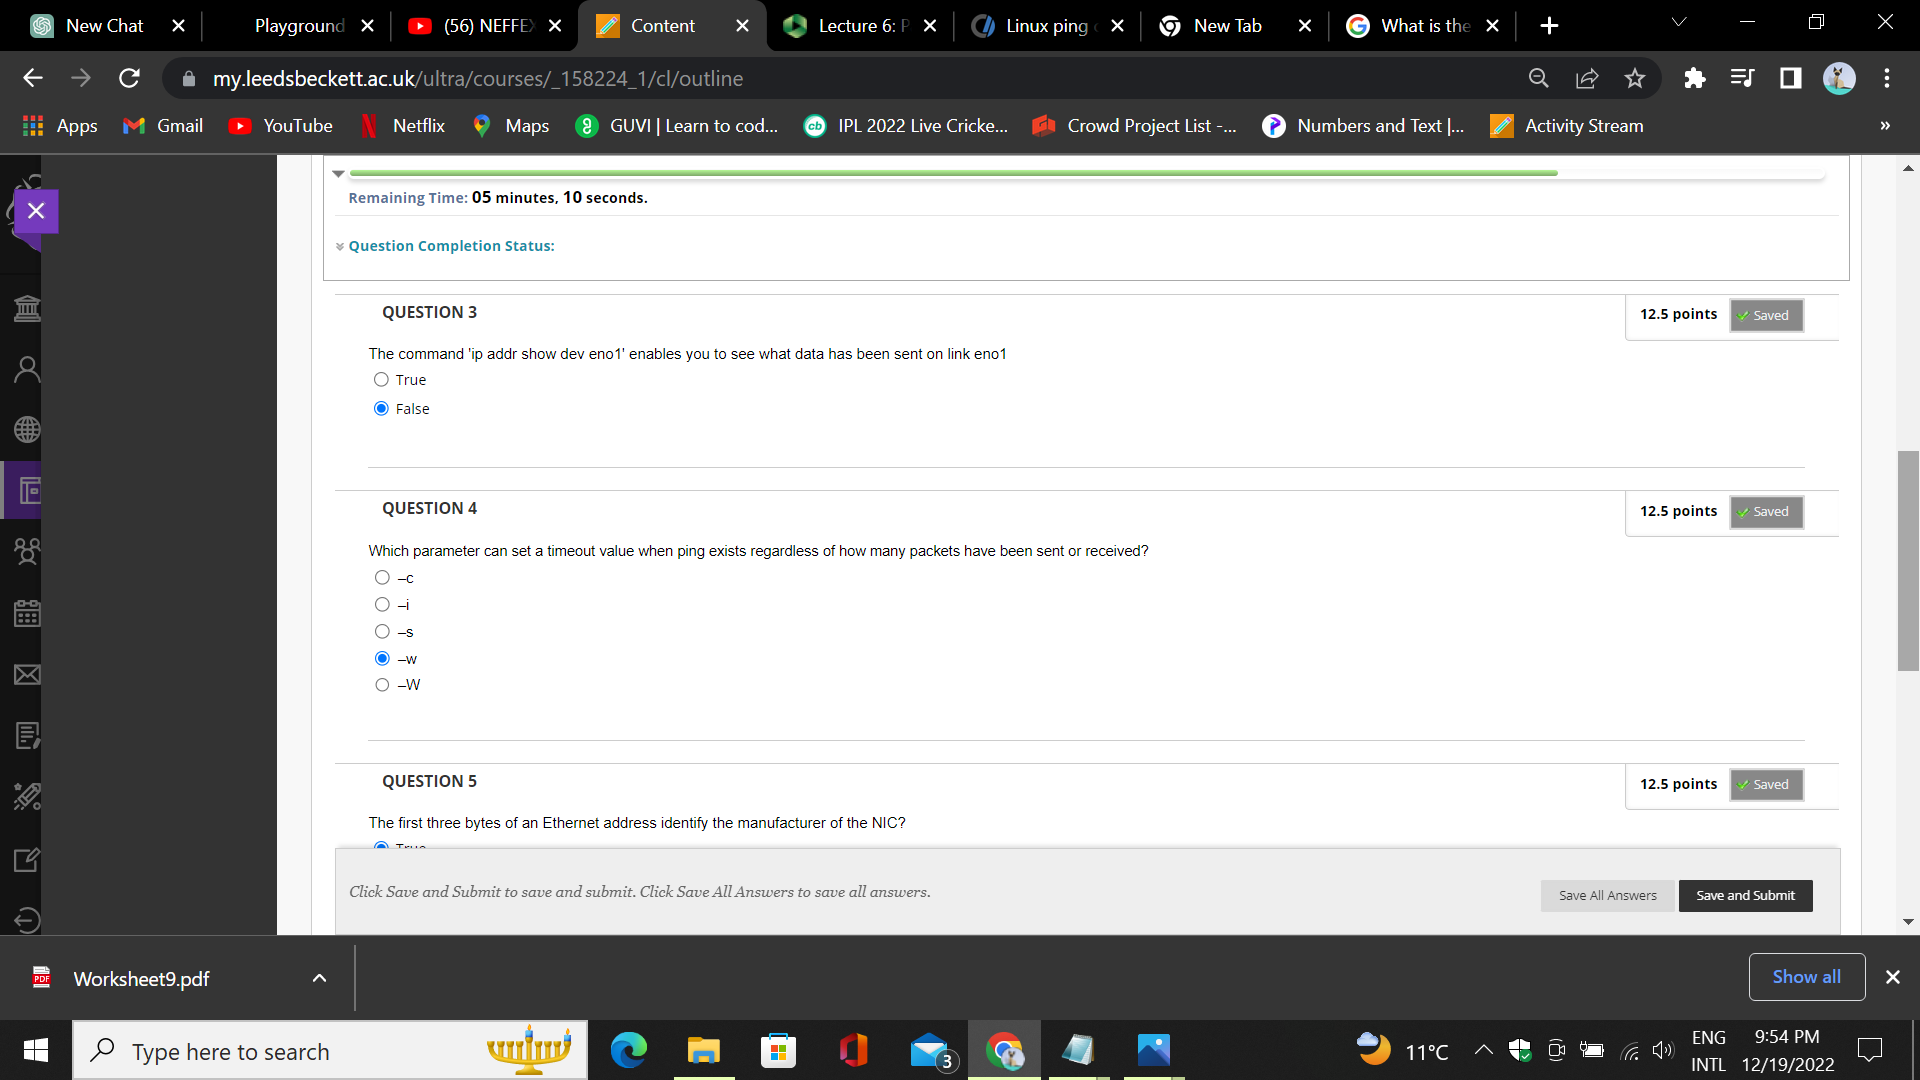 New Chat
Playground
(56) NEFFEX
Content
Lecture 6: P
Linux ping
New Tab
What is the
my.leedsbeckett.ac.uk/ultra/courses/_158224_1/cl/outline
Apps
Gmail
YouTube
Netflix
Maps
GUVI | Learn to cod...
IPL 2022 Live Cricke...
Crowd Project List -...
Numbers and Text |...
Activity Stream
»
Remaining Time: 05 minutes, 10 seconds.
Question Completion Status:
QUESTION 3
12.5 points
Saved
The command 'ip addr show dev eno1' enables you to see what data has been sent on link eno1
True
False
QUESTION 4
12.5 points
Saved
Which parameter can set a timeout value when ping exists regardless of how many packets have been sent or received?
–c
–i
–s
–w
–W
QUESTION 5
12.5 points
Saved
The first three bytes of an Ethernet address identify the manufacturer of the NIC?
True
Click Save and Submit to save and submit. Click Save All Answers to save all answers.
Save All Answers
Save and Submit
PDF
Worksheet9.pdf
Show all
Type here to search
3
11°C
ENG
INTL
9:54 PM
12/19/2022